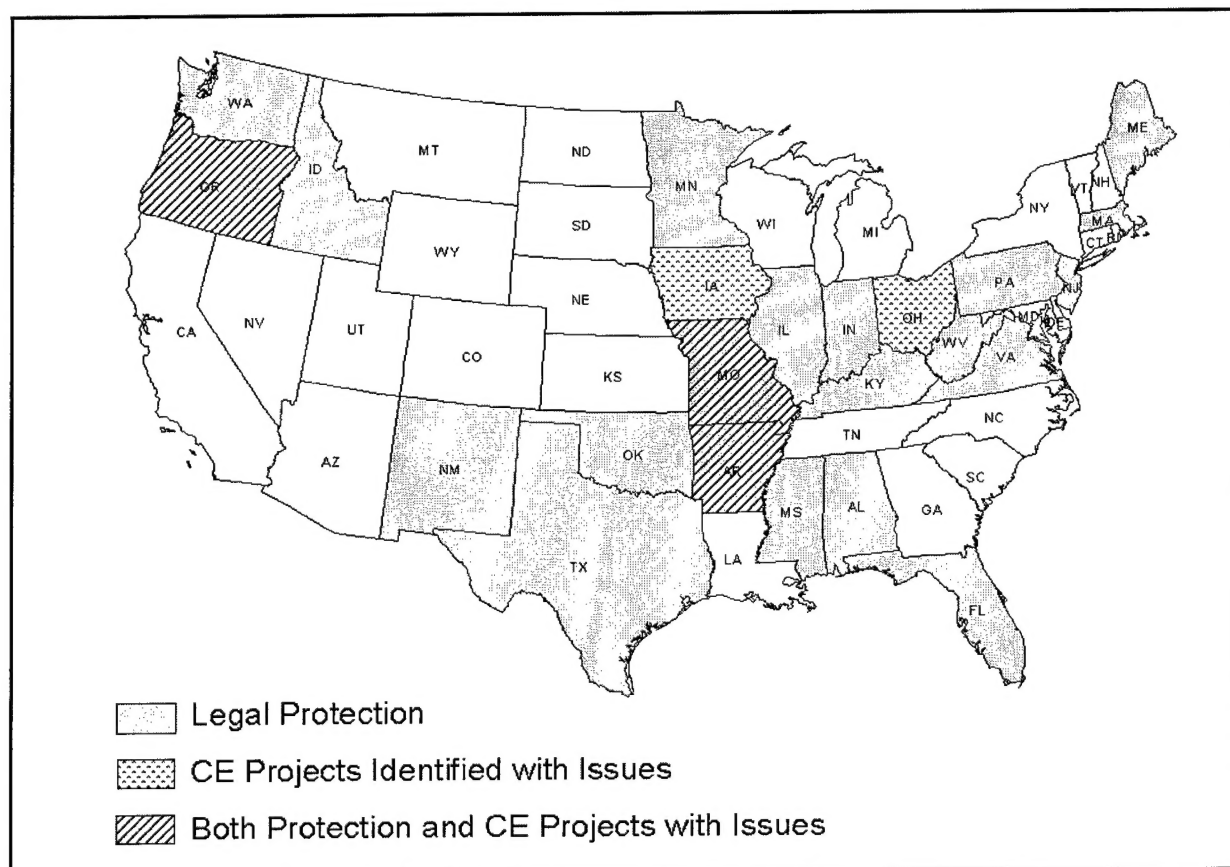 WA
ME
MT
ND
OR
ID
MN
VT
NH
NY
WI
SD
MI
MA
WY
CT
RI
IA
PA
NE
NJ
OH
IL
IN
MD
DE
NV
UT
WV
CA
CO
VA
KS
MO
KY
NC
TN
AZ
OK
NM
AR
SC
MS
AL
GA
LA
TX
FL
Legal Protection
CE Projects Identified with Issues
Both Protection and CE Projects with Issues